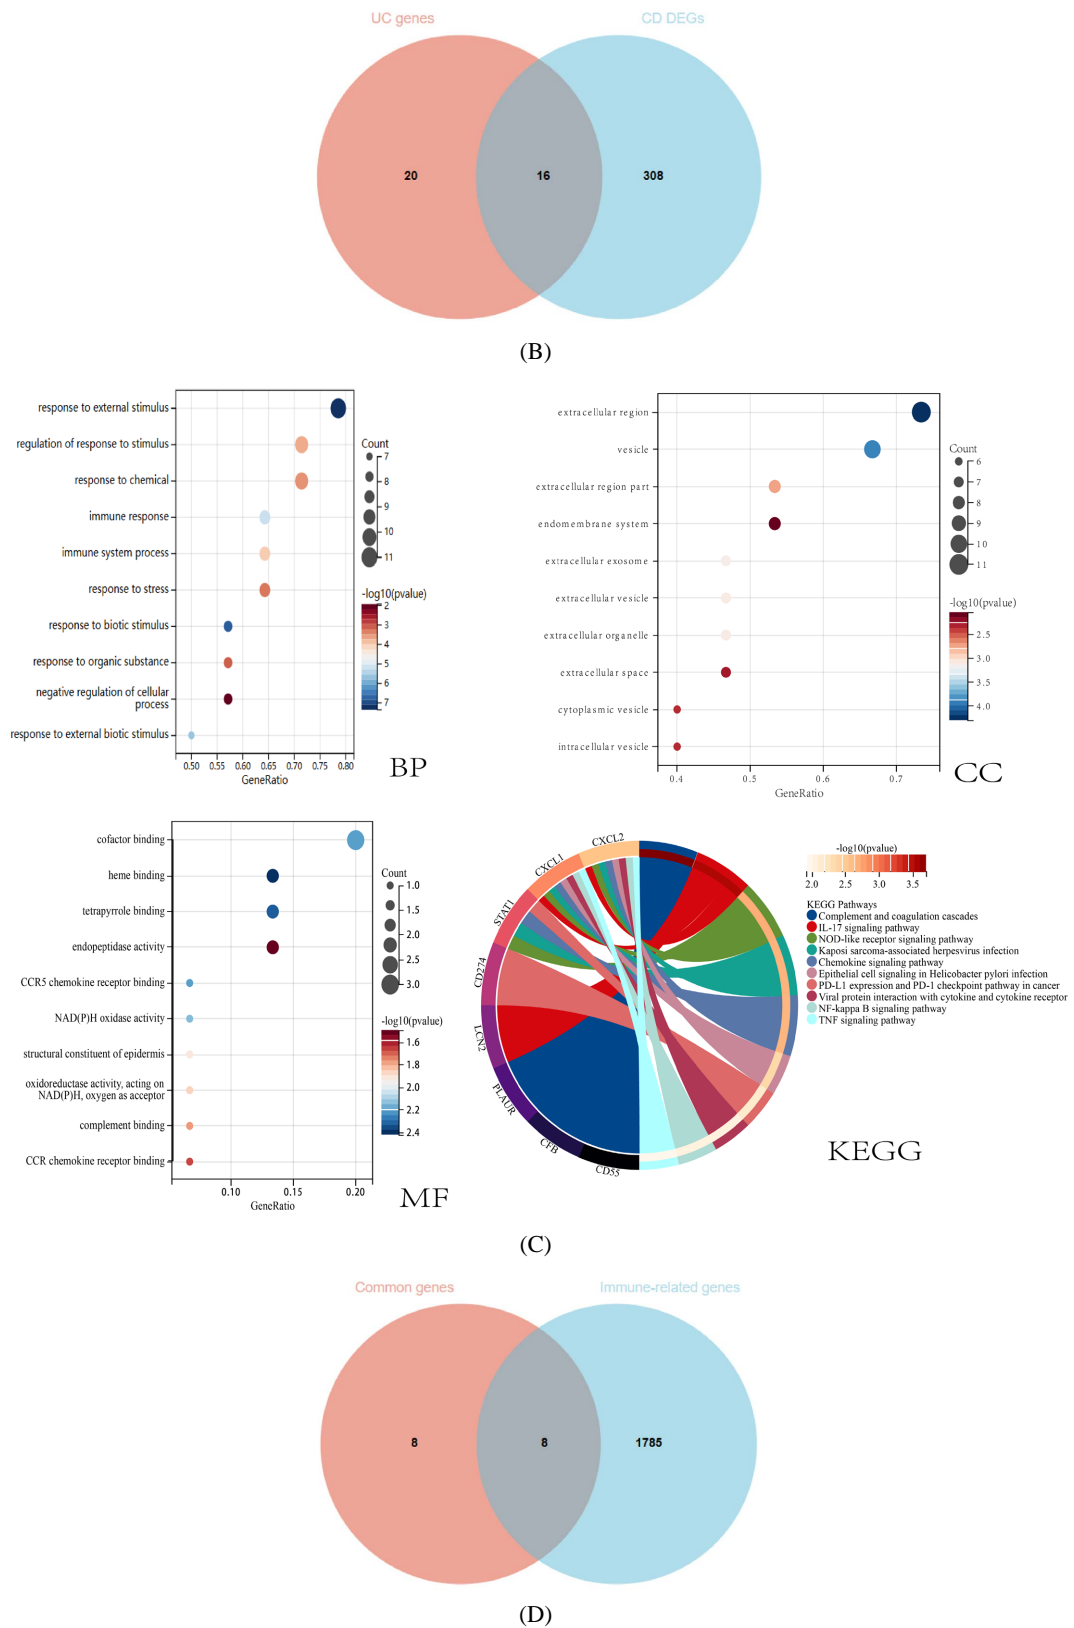 UC genes
CD DEGs
20
16
308
(B)
response to external stimulus
regulation of response to stimulus
response to chemical
immune response
immune system process
response to stress
response to biotic stimulus
response to organic substance
negative regulation of cellular
process
response to external biotic stimulus
0.50 0.55 0.60 0.65 0.70 0.75 0.80
GeneRatio
Count
7
8
9
10
11
-log10(pvalue)
2
3
4
5
6
7
BP
extracellular region
vesicle
extracellular region part
endomembrane system
extracellular exosome
extracellular vesicle
extracellular organelle
extracellular space
cytoplasmic vesicle
intracellular vesicle
0.4 0.5 0.6 0.7
GeneRatio
Count
6
7
8
9
10
11
-log10(pvalue)
2.5
3.0
3.5
4.0
CC
cofactor binding
heme binding
tetrapyrrole binding
endopeptidase activity
CCR5 chemokine receptor binding
NAD(P)H oxidase activity
structural constituent of epidermis
oxidoreductase activity, acting on
NAD(P)H, oxygen as acceptor
complement binding
CCR chemokine receptor binding
0.10 0.15 0.20
GeneRatio
Count
1.0
1.5
2.0
2.5
3.0
-log10(pvalue)
1.6
1.8
2.0
2.2
2.4
MF
CXCL2
CXCL1
STAT1
CD274
LCN2
PLAUR
CFB
CD55
-log10(pvalue)
2.0 2.5 3.0 3.5
KEGG Pathways
Complement and coagulation cascades
IL-17 signaling pathway
NOD-like receptor signaling pathway
Kaposi sarcoma-associated herpesvirus infection
Chemokine signaling pathway
Epithelial cell signaling in Helicobacter pylori infection
PD-L1 expression and PD-1 checkpoint pathway in cancer
Viral protein interaction with cytokine and cytokine receptor
NF-kappa B signaling pathway
TNF signaling pathway
KEGG
(C)
Common genes
Immune-related genes
8
8
1785
(D)